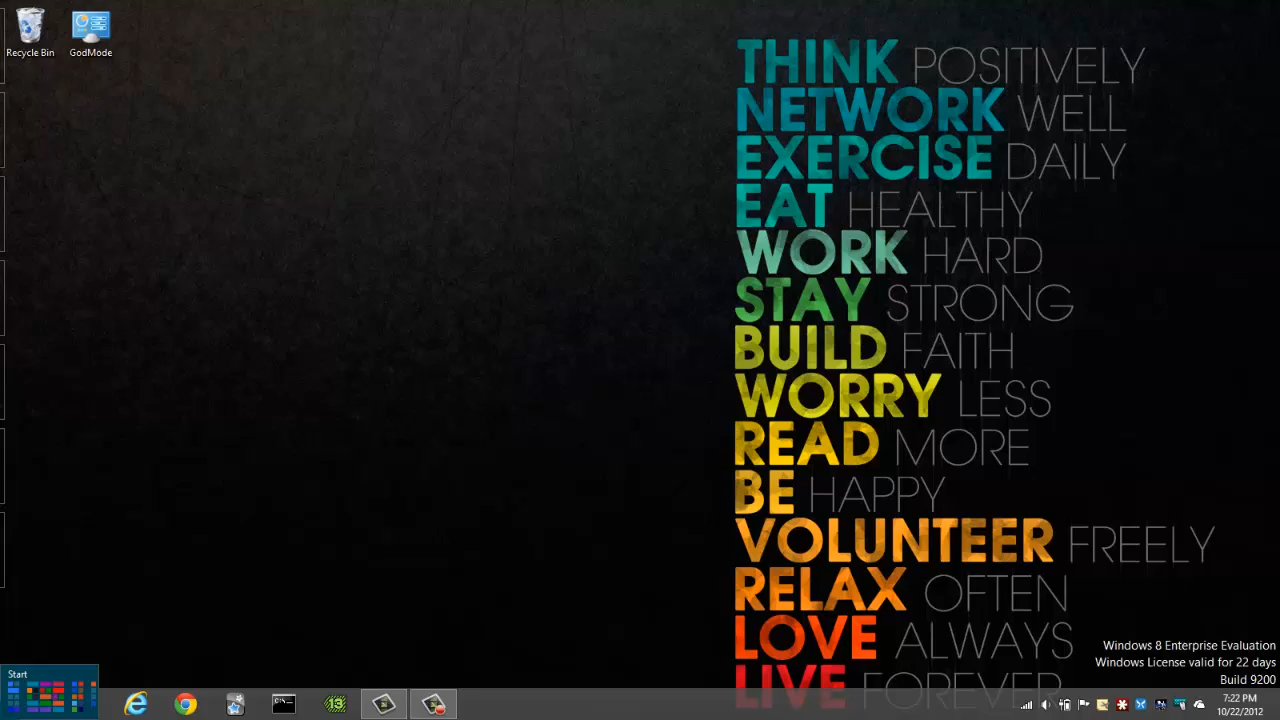 Recycle Bin
GodMode
THINK POSITIVELY
NETWORK WELL
EXERCISE DAILY
EAT HEALTHY
WORK HARD
STAY STRONG
BUILD FAITH
WORRY LESS
READ MORE
BE HAPPY
VOLUNTEER FREELY
RELAX OFTEN
LOVE ALWAYS
LIVE FOREVER
Windows 8 Enterprise Evaluation
Windows License valid for 22 days
Build 9200
Start
13
7:22 PM
10/22/2012